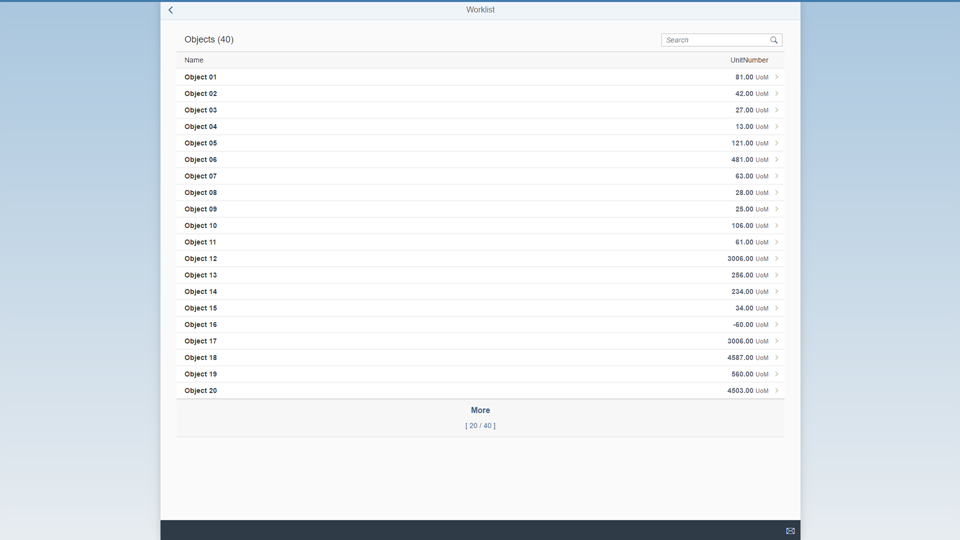 Worklist
Objects (40)
Search
Name UnitNumber
Object 01 81.00 UoM
Object 02 42.00 UoM
Object 03 27.00 UoM
Object 04 13.00 UoM
Object 05 121.00 UoM
Object 06 481.00 UoM
Object 07 63.00 UoM
Object 08 28.00 UoM
Object 09 25.00 UoM
Object 10 106.00 UoM
Object 11 61.00 UoM
Object 12 3006.00 UoM
Object 13 256.00 UoM
Object 14 234.00 UoM
Object 15 34.00 UoM
Object 16 -60.00 UoM
Object 17 3006.00 UoM
Object 18 4587.00 UoM
Object 19 560.00 UoM
Object 20 4503.00 UoM
More
[ 20 / 40 ]